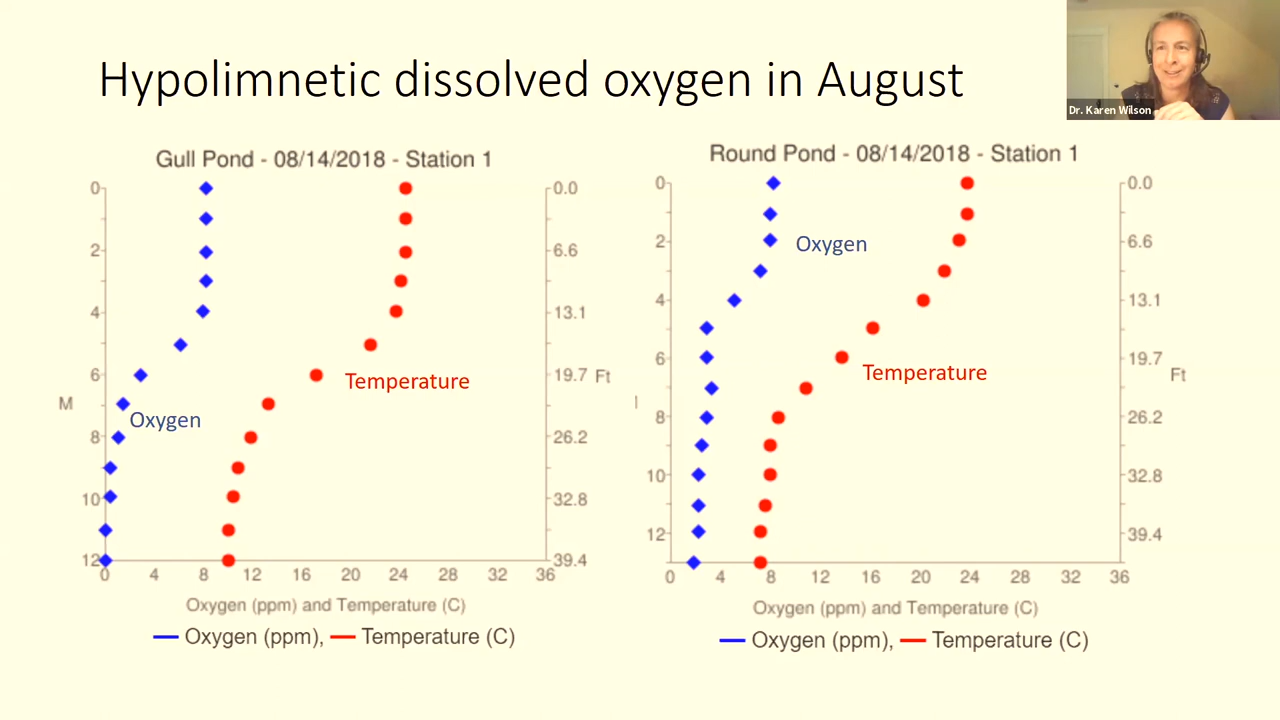 Hypolimnetic dissolved oxygen in August
Dr. Karen Wilson
Gull Pond - 08/14/2018 - Station 1
0
2
4
6
8
10
12
M
0.0
6.6
13.1
19.7
26.2
32.8
39.4
Ft
Temperature
Oxygen
0 4 8 12 16 20 24 28 32 36
Oxygen (ppm) and Temperature (C)
Oxygen (ppm), Temperature (C)
Round Pond - 08/14/2018 - Station 1
0
2
4
6
8
10
12
0.0
6.6
13.1
19.7
26.2
32.8
39.4
Ft
Oxygen
Temperature
0 4 8 12 16 20 24 28 32 36
Oxygen (ppm) and Temperature (C)
Oxygen (ppm), Temperature (C)